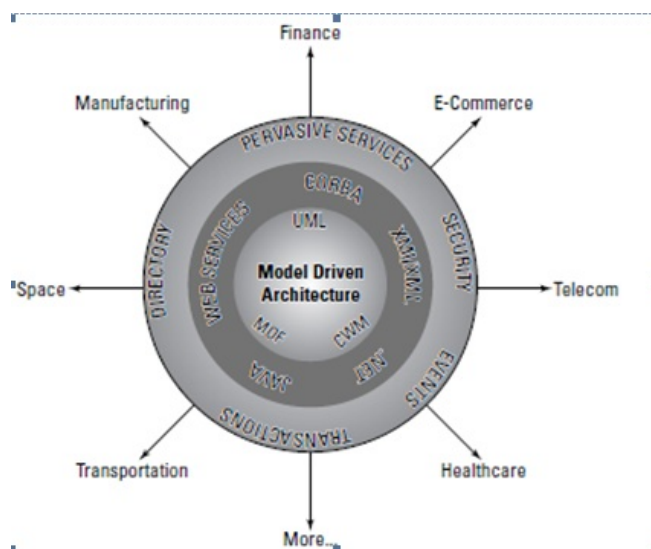 Finance
Manufacturing
E-Commerce
PERVASIVE SERVICES
CORBA
UML
DIRECTORY
WEB SERVICES
XMI/XML
SECURITY
Model Driven
Architecture
Space
Telecom
MOF
CWM
JAVA
.NET
EVENTS
TRANSACTIONS
Transportation
Healthcare
More...